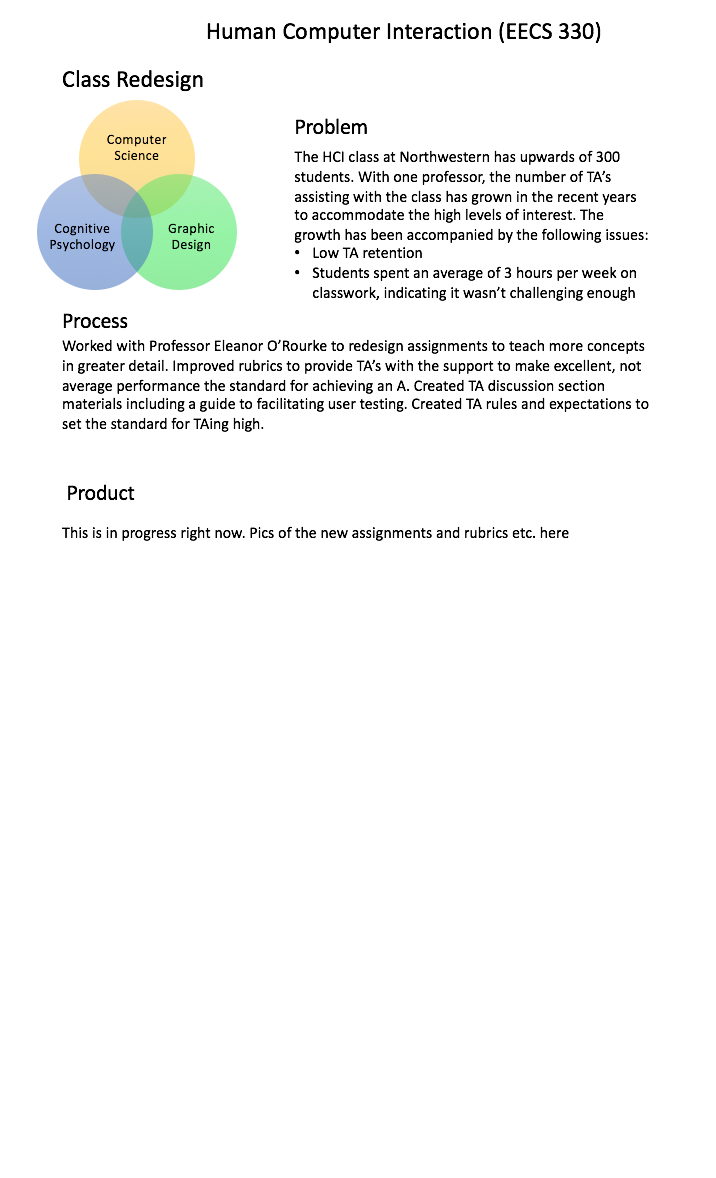 Human Computer Interaction (EECS 330)
Class Redesign
Computer
Science
Cognitive
Psychology
Graphic
Design
Problem
The HCI class at Northwestern has upwards of 300
students. With one professor, the number of TA’s
assisting with the class has grown in the recent years
to accommodate the high levels of interest. The
growth has been accompanied by the following issues:
• Low TA retention
• Students spent an average of 3 hours per week on
classwork, indicating it wasn’t challenging enough
Process
Worked with Professor Eleanor O’Rourke to redesign assignments to teach more concepts
in greater detail. Improved rubrics to provide TA’s with the support to make excellent, not
average performance the standard for achieving an A. Created TA discussion section
materials including a guide to facilitating user testing. Created TA rules and expectations to
set the standard for TAing high.
Product
This is in progress right now. Pics of the new assignments and rubrics etc. here